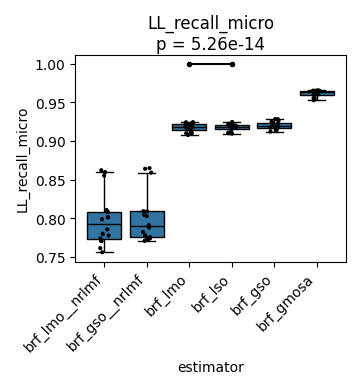 LL_recall_micro
p = 5.26e-14
LL_recall_micro
1.00
0.95
0.90
0.85
0.80
0.75
brf_lmo__nrlmf
brf_gso__nrlmf
brf_lmo
brf_lso
brf_gso
brf_gmosa
estimator